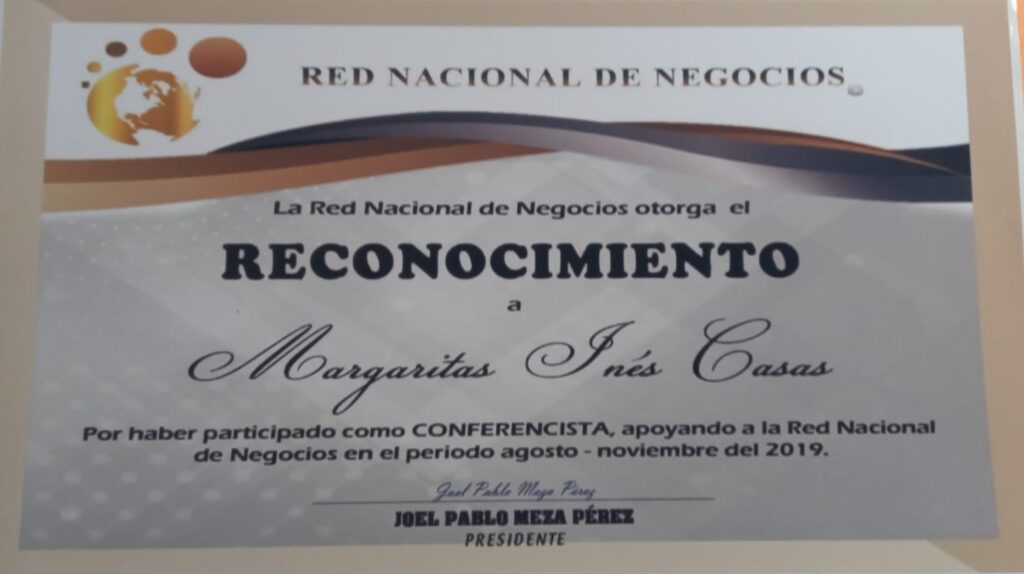 RED NACIONAL DE NEGOCIOS
La Red Nacional de Negocios otorga el
RECONOCIMIENTO
a
Margaritas Inés Casas
Por haber participado como CONFERENCISTA, apoyando a la Red Nacional
de Negocios en el periodo agosto - noviembre del 2019.
Joel Pablo Meza Pérez
JOEL PABLO MEZA PÉREZ
PRESIDENTE